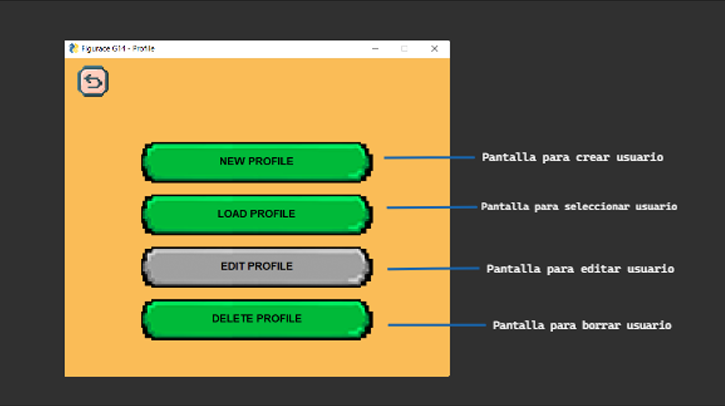 Figurace G14 - Profile
NEW PROFILE
Pantalla para crear usuario
LOAD PROFILE
Pantalla para seleccionar usuario
EDIT PROFILE
Pantalla para editar usuario
DELETE PROFILE
Pantalla para borrar usuario